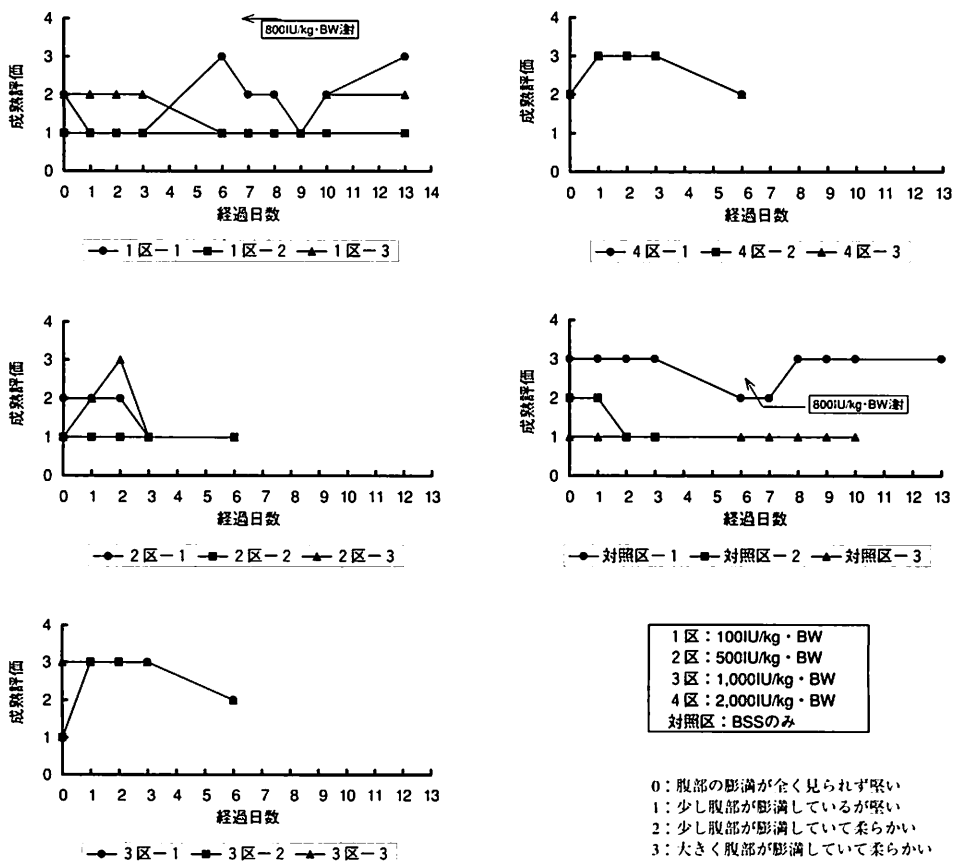 成熟評価
4
3
2
1
0
800IU/kg・BW注射
0 1 2 3 4 5 6 7 8 9 10 11 12 13 14
経過日数
1区－1 1区－2 1区－3
成熟評価
4
3
2
1
0
0 1 2 3 4 5 6 7 8 9 10 11 12 13
経過日数
4区－1 4区－2 4区－3
成熟評価
4
3
2
1
0
0 1 2 3 4 5 6 7 8 9 10 11 12 13
経過日数
2区－1 2区－2 2区－3
成熟評価
4
3
2
1
0
800IU/kg・BW注射
0 1 2 3 4 5 6 7 8 9 10 11 12 13
経過日数
対照区－1 対照区－2 対照区－3
成熟評価
4
3
2
1
0
0 1 2 3 4 5 6 7 8 9 10 11 12 13
経過日数
3区－1 3区－2 3区－3
1区：100IU/kg・BW
2区：500IU/kg・BW
3区：1,000IU/kg・BW
4区：2,000IU/kg・BW
対照区：BSSのみ
0：腹部の膨満が全く見られず堅い
1：少し腹部が膨満しているが堅い
2：少し腹部が膨満していて柔らかい
3：大きく腹部が膨満していて柔らかい